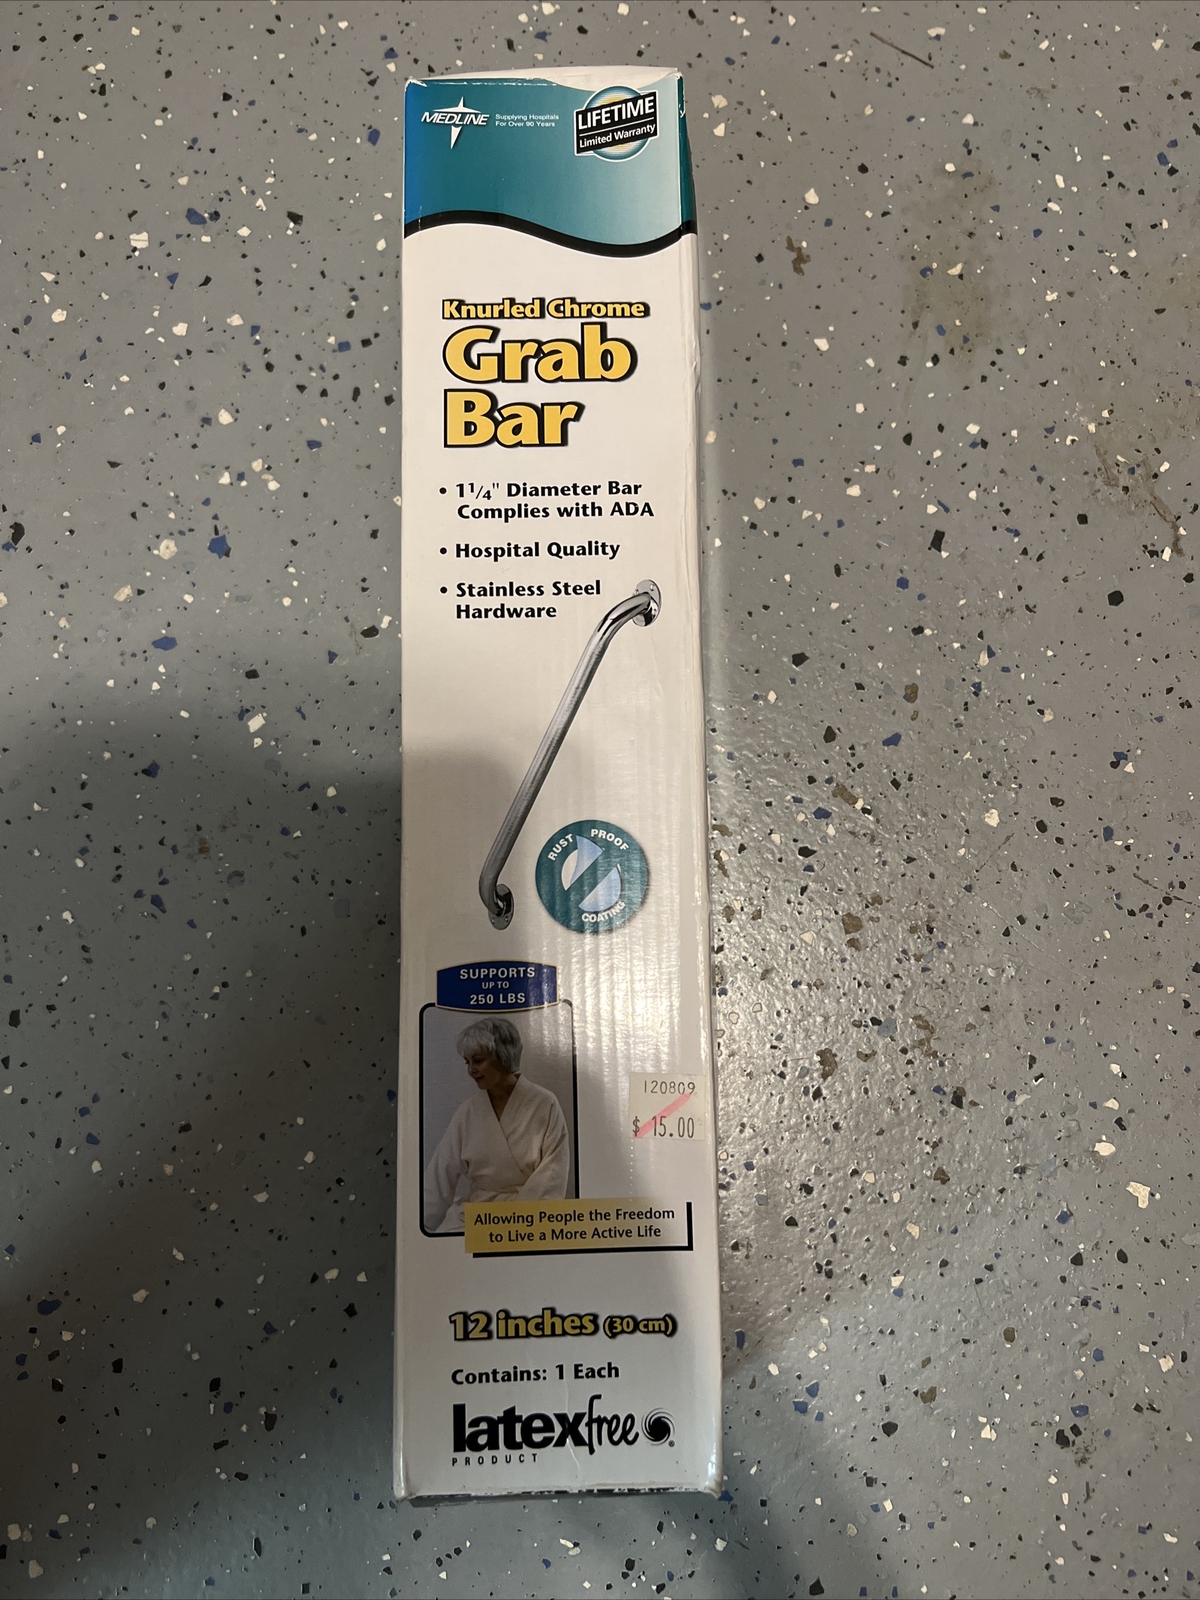 MEDLINE
Supplying Hospitals
For Over 90 Years
LIFETIME
Limited Warranty
Knurled Chrome
Grab
Bar
• 1 1/4" Diameter Bar
Complies with ADA
• Hospital Quality
• Stainless Steel
Hardware
RUST PROOF
COATING
SUPPORTS
UP TO
250 LBS
120809
$ 15.00
Allowing People the Freedom
to Live a More Active Life
12 inches (30 cm)
Contains: 1 Each
latexfree®
PRODUCT